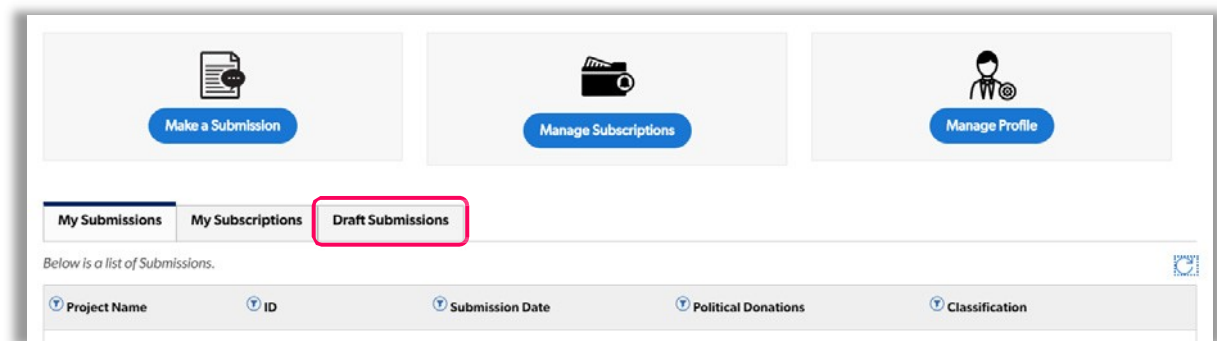 Make a Submission
Manage Subscriptions
Manage Profile
My Submissions My Subscriptions Draft Submissions
Below is a list of Submissions.
Project Name ID Submission Date Political Donations Classification